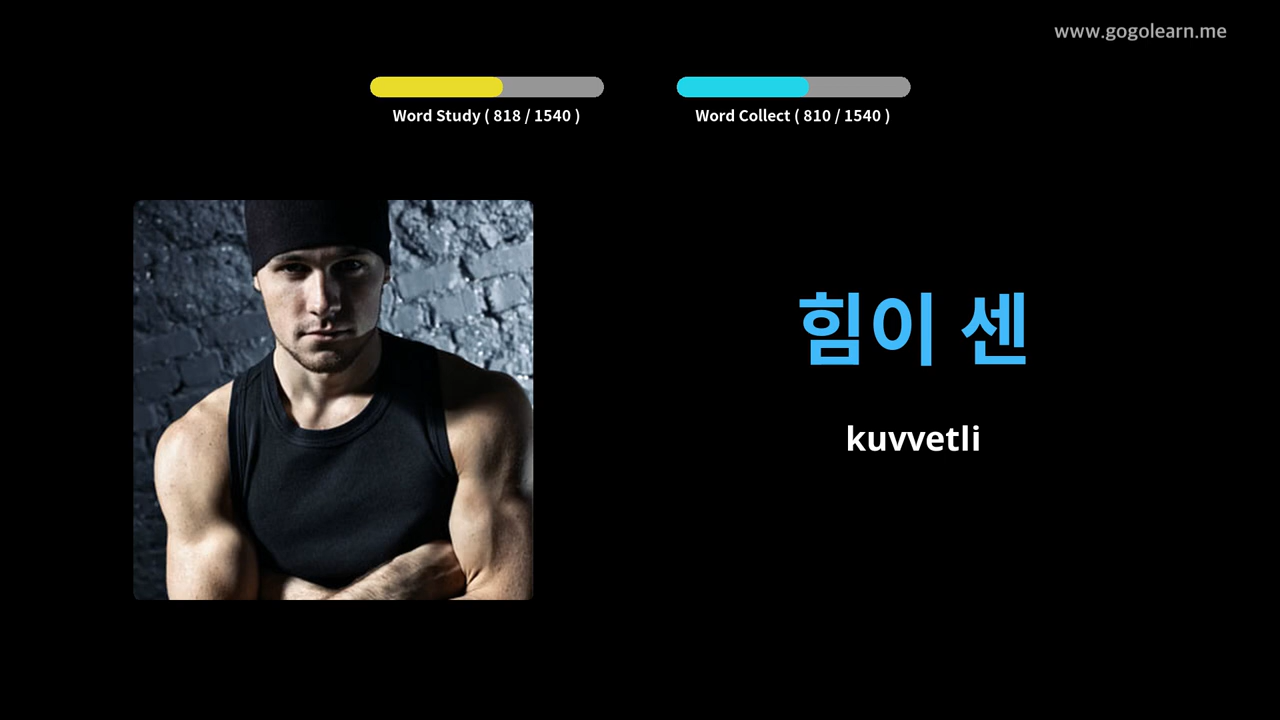 www.gogolearn.me
Word Study ( 818 / 1540 )
Word Collect ( 810 / 1540 )
힘이 센
kuvvetli